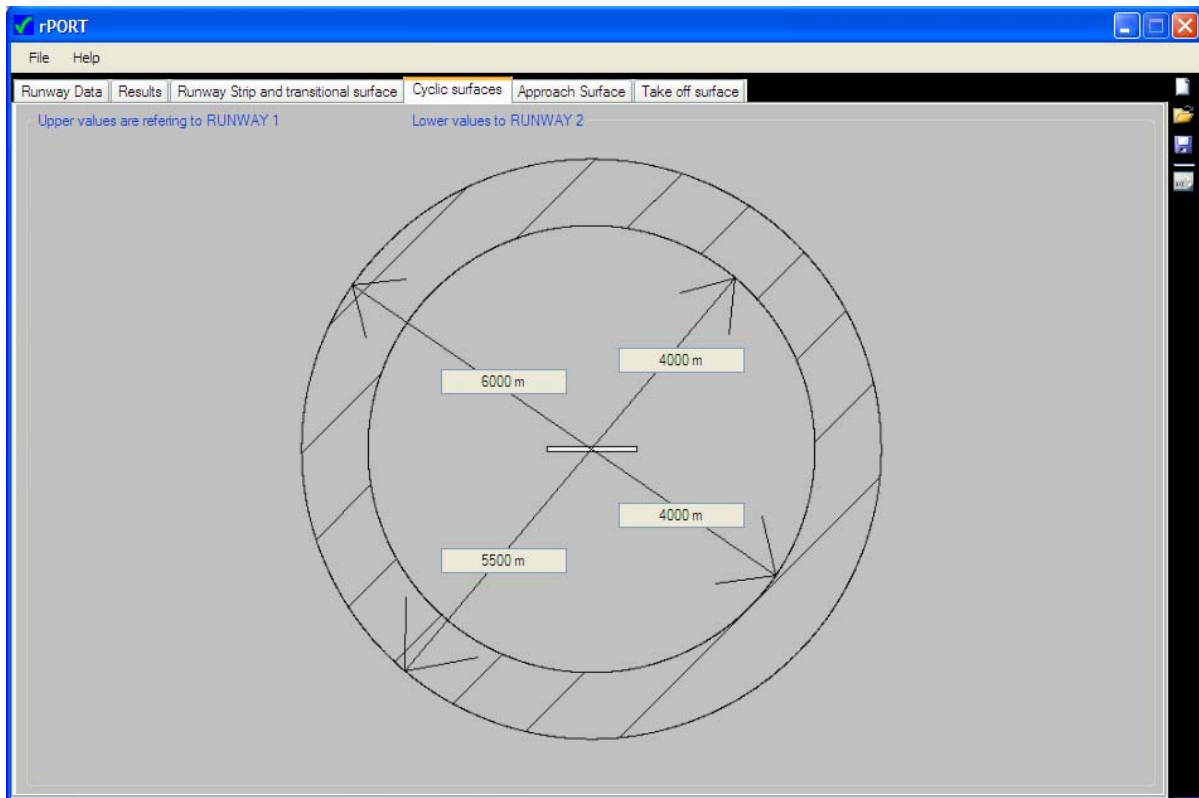 rPORT
File Help
Runway Data Results Runway Strip and transitional surface Cyclic surfaces Approach Surface Take off surface
Upper values are refering to RUNWAY 1 Lower values to RUNWAY 2
4000 m
6000 m
4000 m
5500 m